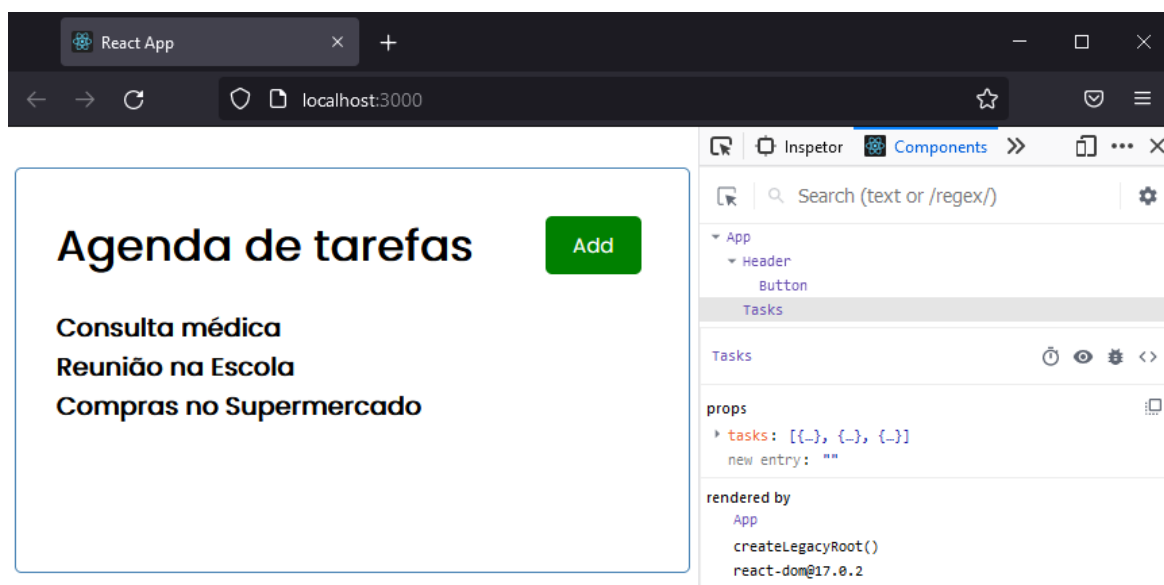 React App
localhost:3000
Inspetor Components
Search (text or /regex/)
Agenda de tarefas
Add
Consulta médica
Reunião na Escola
Compras no Supermercado
App
Header
Button
Tasks
Tasks
props
tasks: [{…}, {…}, {…}]
new entry: ""
rendered by
App
createLegacyRoot()
react-dom@17.0.2